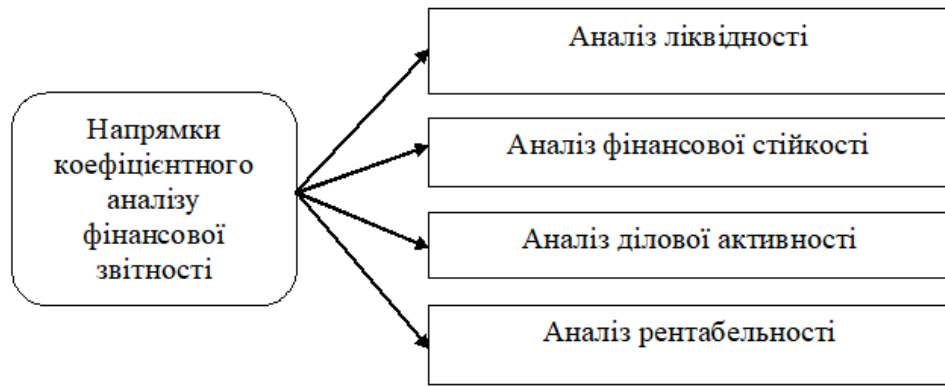 Напрямки
коефіцієнтного
аналізу
фінансової
звітності
Аналіз ліквідності
Аналіз фінансової стійкості
Аналіз ділової активності
Аналіз рентабельності